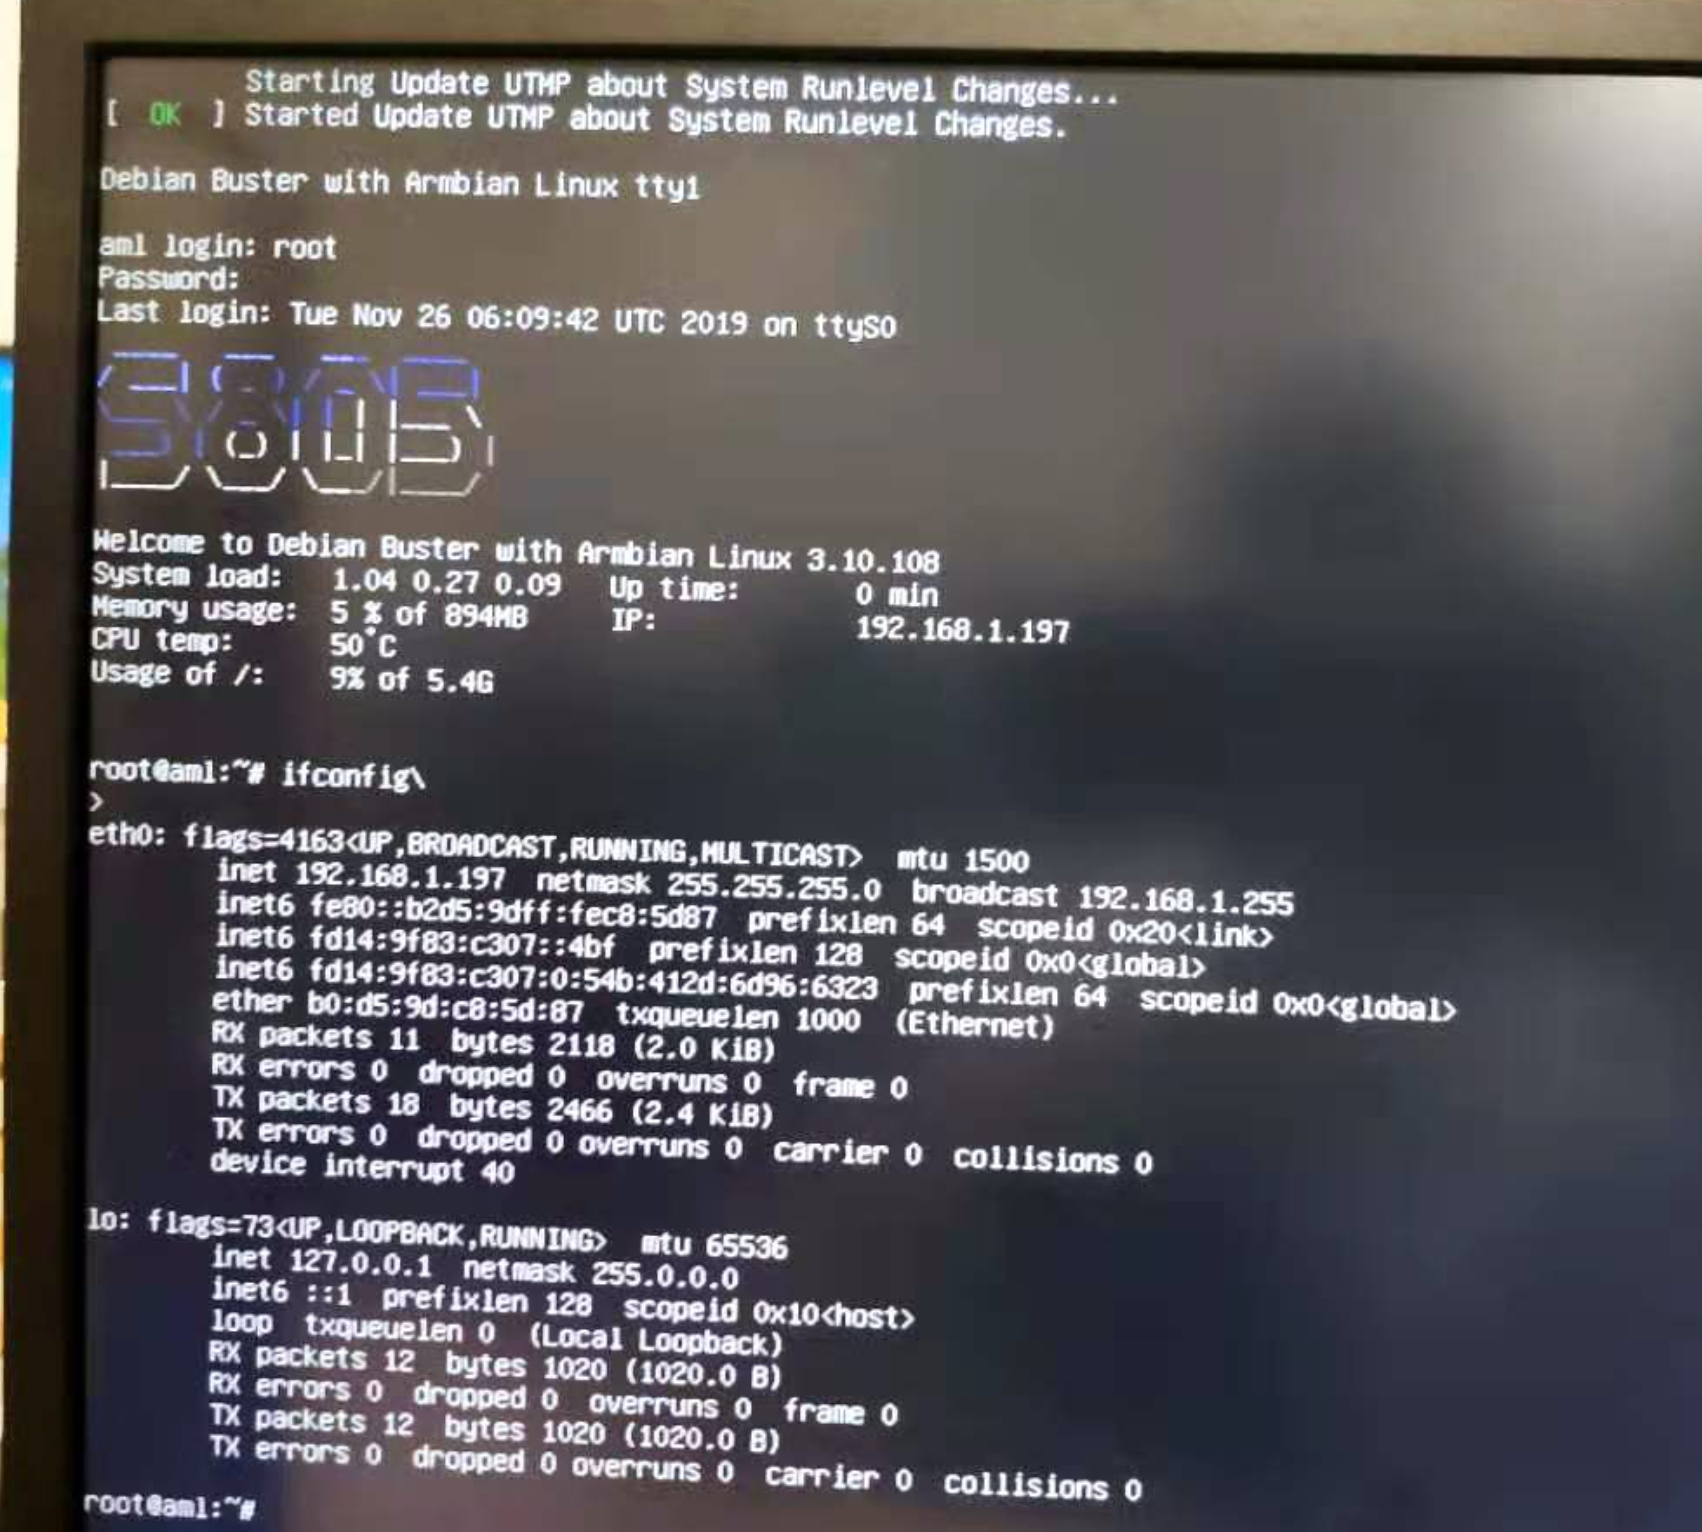 Starting Update UTMP about System Runlevel Changes...
[  OK  ] Started Update UTMP about System Runlevel Changes.
Debian Buster with Armbian Linux tty1
aml login: root
Password:
Last login: Tue Nov 26 06:09:42 UTC 2019 on ttyS0
S805
Welcome to Debian Buster with Armbian Linux 3.10.108
System load:   1.04 0.27 0.09   Up time:       0 min
Memory usage:  5 % of 894MB     IP:            192.168.1.197
CPU temp:      50°C
Usage of /:    9% of 5.4G
root@aml:~# ifconfig\
>
eth0: flags=4163<UP,BROADCAST,RUNNING,MULTICAST>  mtu 1500
inet 192.168.1.197  netmask 255.255.255.0  broadcast 192.168.1.255
inet6 fe80::b2d5:9dff:fec8:5d87  prefixlen 64  scopeid 0x20<link>
inet6 fd14:9f83:c307::4bf  prefixlen 128  scopeid 0x0<global>
inet6 fd14:9f83:c307:0:54b:412d:6d96:6323  prefixlen 64  scopeid 0x0<global>
ether b0:d5:9d:c8:5d:87  txqueuelen 1000  (Ethernet)
RX packets 11  bytes 2118 (2.0 KiB)
RX errors 0  dropped 0  overruns 0  frame 0
TX packets 18  bytes 2466 (2.4 KiB)
TX errors 0  dropped 0 overruns 0  carrier 0  collisions 0
device interrupt 40
lo: flags=73<UP,LOOPBACK,RUNNING>  mtu 65536
inet 127.0.0.1  netmask 255.0.0.0
inet6 ::1  prefixlen 128  scopeid 0x10<host>
loop  txqueuelen 0  (Local Loopback)
RX packets 12  bytes 1020 (1020.0 B)
RX errors 0  dropped 0  overruns 0  frame 0
TX packets 12  bytes 1020 (1020.0 B)
TX errors 0  dropped 0 overruns 0  carrier 0  collisions 0
root@aml:~#